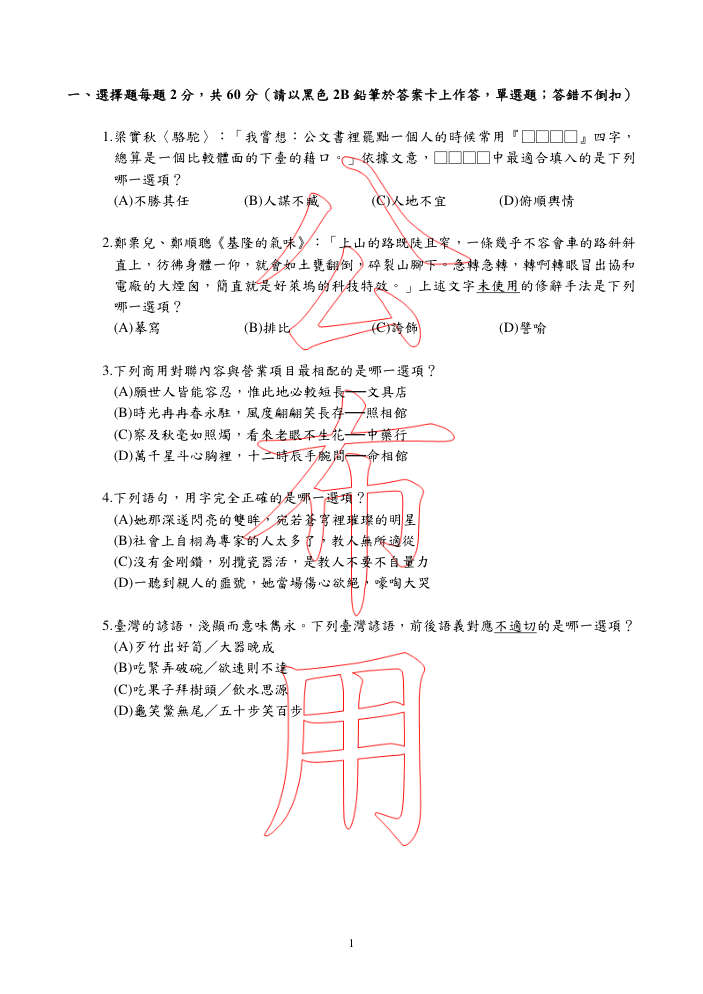 一、選擇題每題 2 分，共 60 分（請以黑色 2B 鉛筆於答案卡上作答，單選題；答錯不倒扣）
1.梁實秋〈駱駝〉：「我嘗想：公文書裡罷黜一個人的時候常用『□□□□』四字，
總算是一個比較體面的下臺的藉口。」依據文意，□□□□中最適合填入的是下列
哪一選項？
(A)不勝其任 (B)人謀不臧 (C)人地不宜 (D)俯順輿情
2.鄭栗兒、鄭順聰《基隆的氣味》：「上山的路既陡且窄，一條幾乎不容會車的路斜斜
直上，彷彿身體一仰，就會如土甕翻倒，碎裂山腳下。急轉急轉，轉啊轉眼冒出協和
電廠的大煙囪，簡直就是好萊塢的科技特效。」上述文字未使用的修辭手法是下列
哪一選項？
(A)摹寫 (B)排比 (C)誇飾 (D)譬喻
3.下列商用對聯內容與營業項目最相配的是哪一選項？
(A)願世人皆能容忍，惟此地必較短長──文具店
(B)時光冉冉春永駐，風度翩翩笑長存──照相館
(C)察及秋毫如照燭，看來老眼不生花──中藥行
(D)萬千星斗心胸裡，十二時辰手腕間──命相館
4.下列語句，用字完全正確的是哪一選項？
(A)她那深遂閃亮的雙眸，宛若蒼穹裡璀璨的明星
(B)社會上自栩為專家的人太多了，教人無所適從
(C)沒有金剛鑽，別攬瓷器活，是教人不要不自量力
(D)一聽到親人的噩號，她當場傷心欲絕，嚎啕大哭
5.臺灣的諺語，淺顯而意味雋永。下列臺灣諺語，前後語義對應不適切的是哪一選項？
(A)歹竹出好筍／大器晚成
(B)吃緊弄破碗／欲速則不達
(C)吃果子拜樹頭／飲水思源
(D)龜笑鱉無尾／五十步笑百步
公布用
1